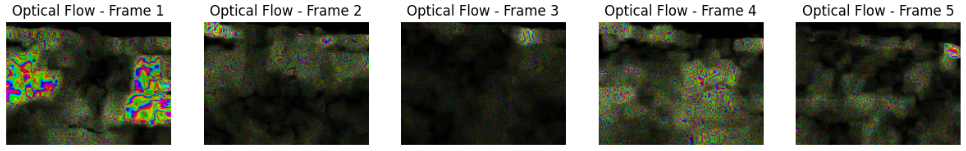 Optical Flow - Frame 1
Optical Flow - Frame 2
Optical Flow - Frame 3
Optical Flow - Frame 4
Optical Flow - Frame 5